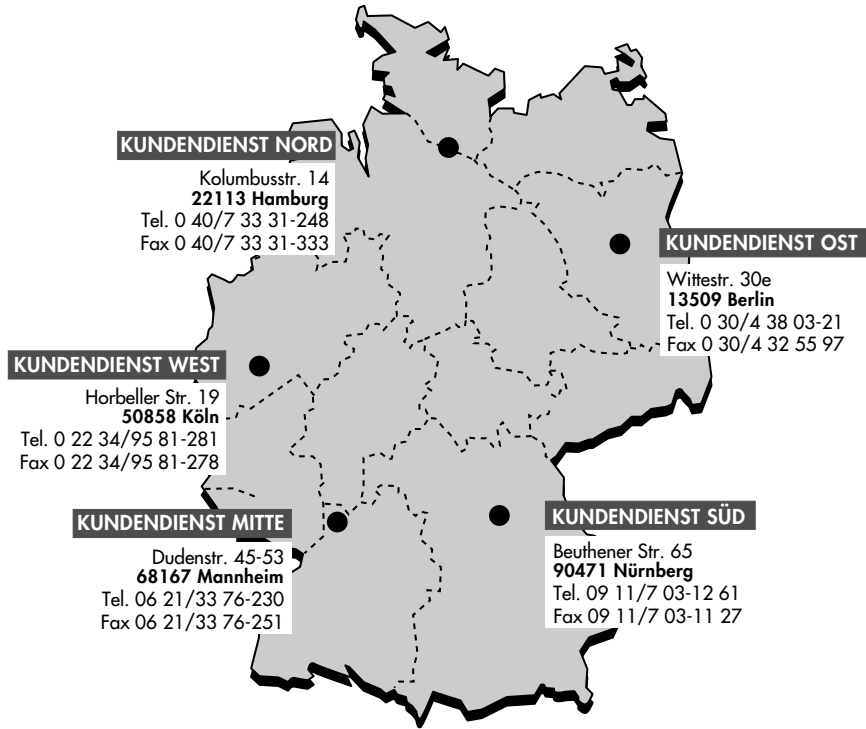 KUNDENDIENST NORD
Kolumbusstr. 14
22113 Hamburg
Tel. 0 40/7 33 31-248
Fax 0 40/7 33 31-333
KUNDENDIENST OST
Wittestr. 30e
13509 Berlin
Tel. 0 30/4 38 03-21
Fax 0 30/4 32 55 97
KUNDENDIENST WEST
Horbeller Str. 19
50858 Köln
Tel. 0 22 34/95 81-281
Fax 0 22 34/95 81-278
KUNDENDIENST MITTE
Dudenstr. 45-53
68167 Mannheim
Tel. 06 21/33 76-230
Fax 06 21/33 76-251
KUNDENDIENST SÜD
Beuthener Str. 65
90471 Nürnberg
Tel. 09 11/7 03-12 61
Fax 09 11/7 03-11 27